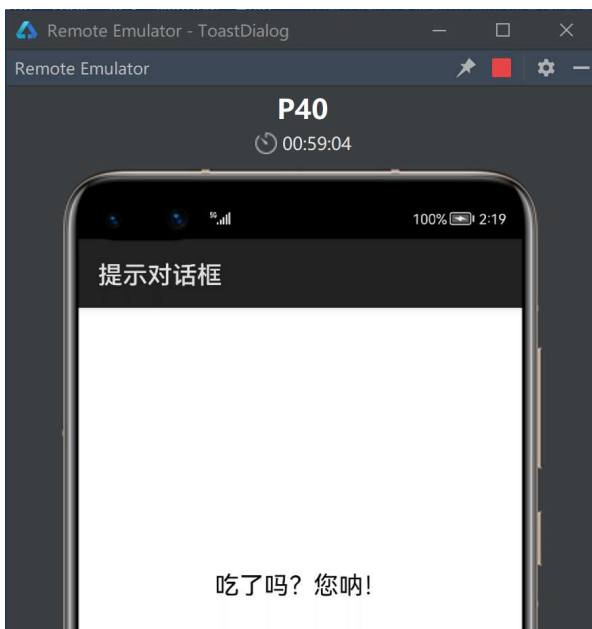 Remote Emulator - ToastDialog
Remote Emulator
P40
00:59:04
5G 100% 2:19
提示对话框
吃了吗？您呐！